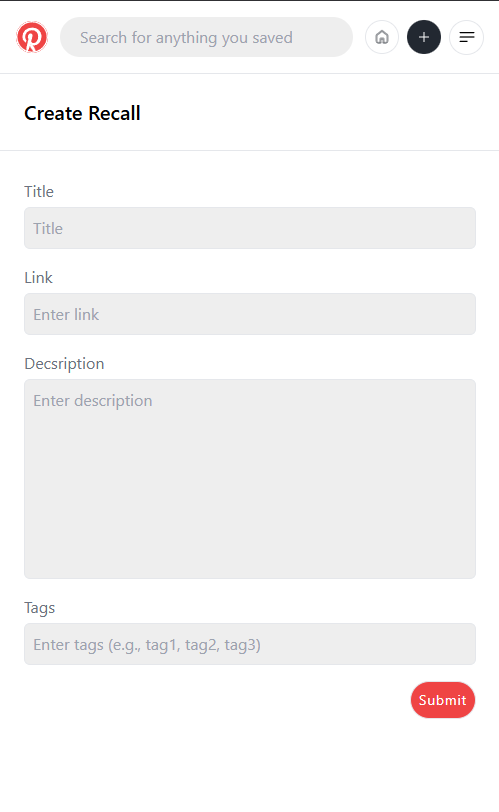 Search for anything you saved
Create Recall
Title
Title
Link
Enter link
Decsription
Enter description
Tags
Enter tags (e.g., tag1, tag2, tag3)
Submit